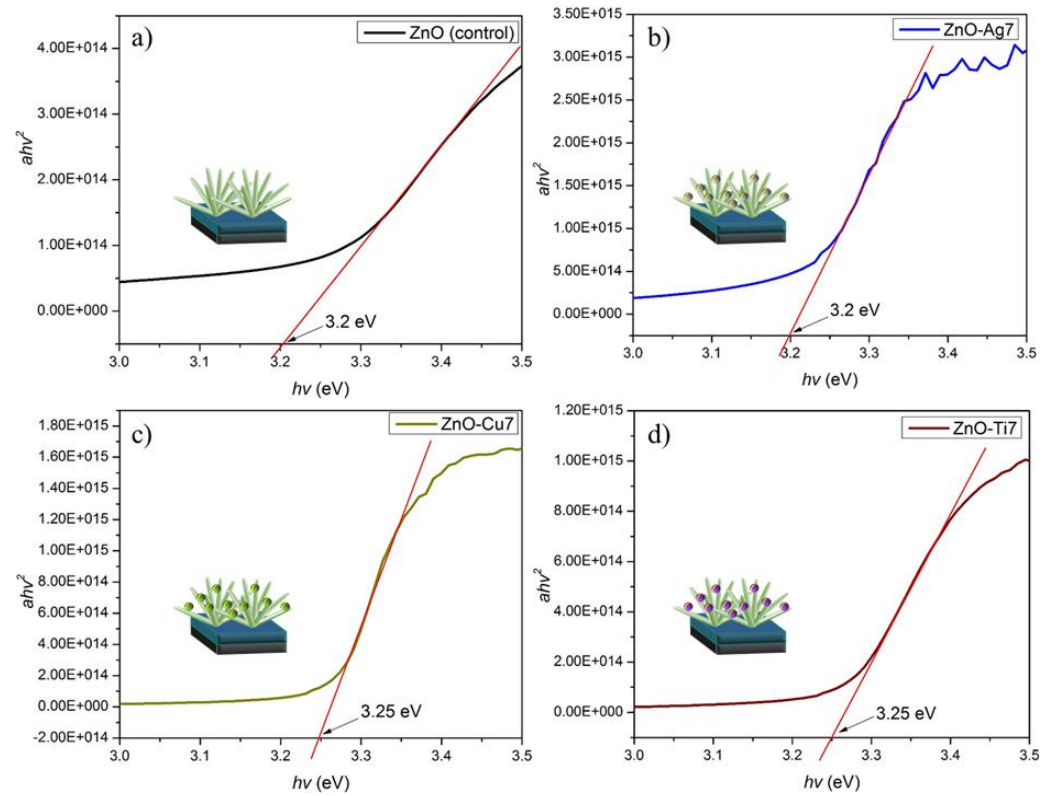 a)
ZnO (control)
4.00E+014
3.00E+014
2.00E+014
1.00E+014
0.00E+000
ahv²
3.2 eV
3.0 3.1 3.2 3.3 3.4 3.5
hv (eV)
b)
ZnO-Ag7
3.50E+015
3.00E+015
2.50E+015
2.00E+015
1.50E+015
1.00E+015
5.00E+014
0.00E+000
ahv²
3.2 eV
3.0 3.1 3.2 3.3 3.4 3.5
hv (eV)
c)
ZnO-Cu7
1.80E+015
1.60E+015
1.40E+015
1.20E+015
1.00E+015
8.00E+014
6.00E+014
4.00E+014
2.00E+014
0.00E+000
-2.00E+014
ahv²
3.25 eV
3.0 3.1 3.2 3.3 3.4 3.5
hv (eV)
d)
ZnO-Ti7
1.20E+015
1.00E+015
8.00E+014
6.00E+014
4.00E+014
2.00E+014
0.00E+000
ahv²
3.25 eV
3.0 3.1 3.2 3.3 3.4 3.5
hv (eV)